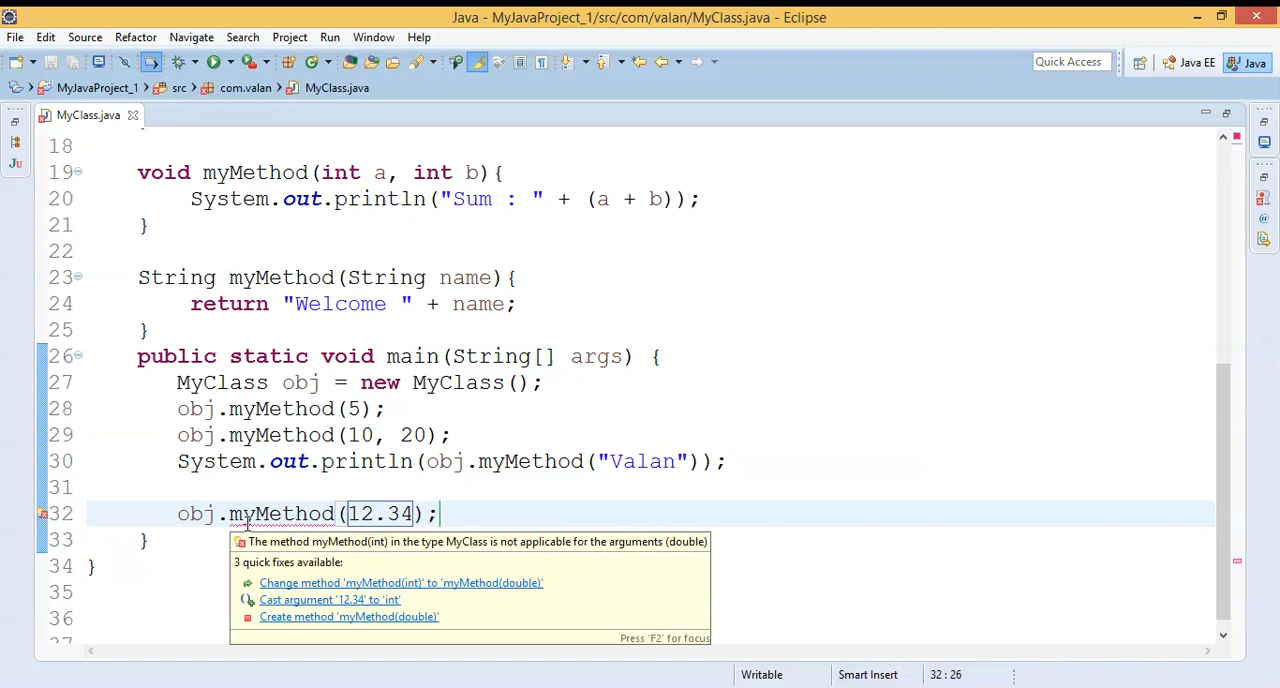 Java - MyJavaProject_1/src/com/valan/MyClass.java - Eclipse
File Edit Source Refactor Navigate Search Project Run Window Help
Quick Access Java EE Java
MyJavaProject_1 src com.valan MyClass.java
MyClass.java
18
19 void myMethod(int a, int b){
20 System.out.println("Sum : " + (a + b));
21 }
22
23 String myMethod(String name){
24 return "Welcome " + name;
25 }
26 public static void main(String[] args) {
27 MyClass obj = new MyClass();
28 obj.myMethod(5);
29 obj.myMethod(10, 20);
30 System.out.println(obj.myMethod("Valan"));
31
32 obj.myMethod(12.34);
33 }
The method myMethod(int) in the type MyClass is not applicable for the arguments (double)
3 quick fixes available:
34 }
Change method 'myMethod(int)' to 'myMethod(double)'
35
Cast argument '12.34' to 'int'
36
Create method 'myMethod(double)'
37
Press 'F2' for focus
Writable Smart Insert 32 : 26